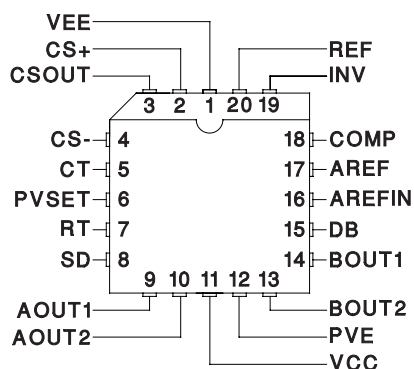 VEE
CS+ REF
CSOUT INV
3 2 1 20 19
CS- 4 18 COMP
CT 5 17 AREF
PVSET 6 16 AREFIN
RT 7 15 DB
SD 8 14 BOUT1
9 10 11 12 13
AOUT1 BOUT2
AOUT2 PVE
VCC